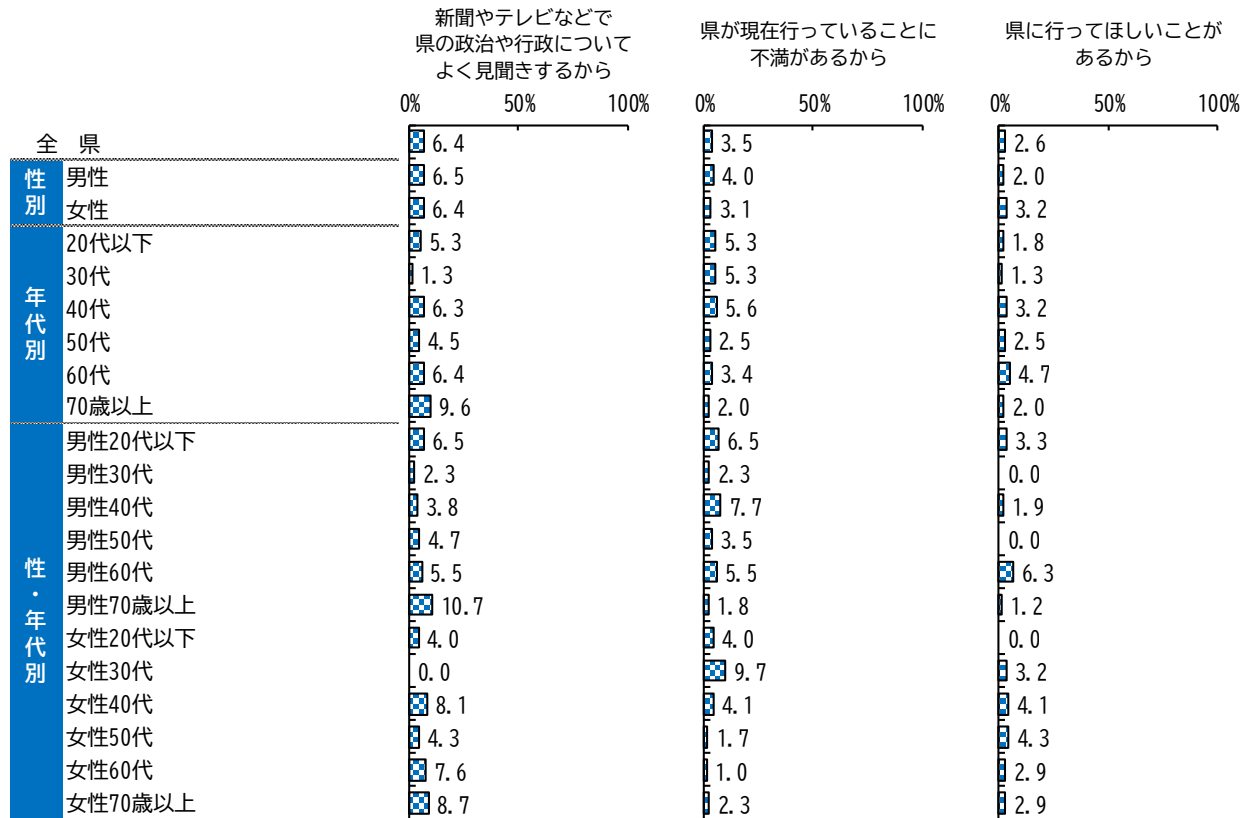 新聞やテレビなどで
県の政治や行政について
よく見聞きするから
県が現在行っていることに
不満があるから
県に行ってほしいことが
あるから
0% 50% 100% 0% 50% 100% 0% 50% 100%
全 県 6.4 3.5 2.6
性別
男性 6.5 4.0 2.0
女性 6.4 3.1 3.2
年代別
20代以下 5.3 5.3 1.8
30代 1.3 5.3 1.3
40代 6.3 5.6 3.2
50代 4.5 2.5 2.5
60代 6.4 3.4 4.7
70歳以上 9.6 2.0 2.0
性・年代別
男性20代以下 6.5 6.5 3.3
男性30代 2.3 2.3 0.0
男性40代 3.8 7.7 1.9
男性50代 4.7 3.5 0.0
男性60代 5.5 5.5 6.3
男性70歳以上 10.7 1.8 1.2
女性20代以下 4.0 4.0 0.0
女性30代 0.0 9.7 3.2
女性40代 8.1 4.1 4.1
女性50代 4.3 1.7 4.3
女性60代 7.6 1.0 2.9
女性70歳以上 8.7 2.3 2.9